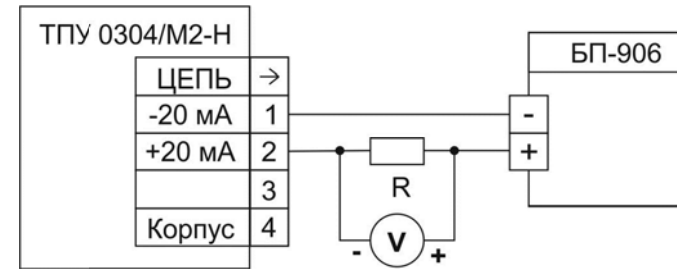 ТПУ 0304/М2-Н
ЦЕПЬ →
-20 мА 1
+20 мА 2
3
Корпус 4
R
- V +
БП-906
-
+